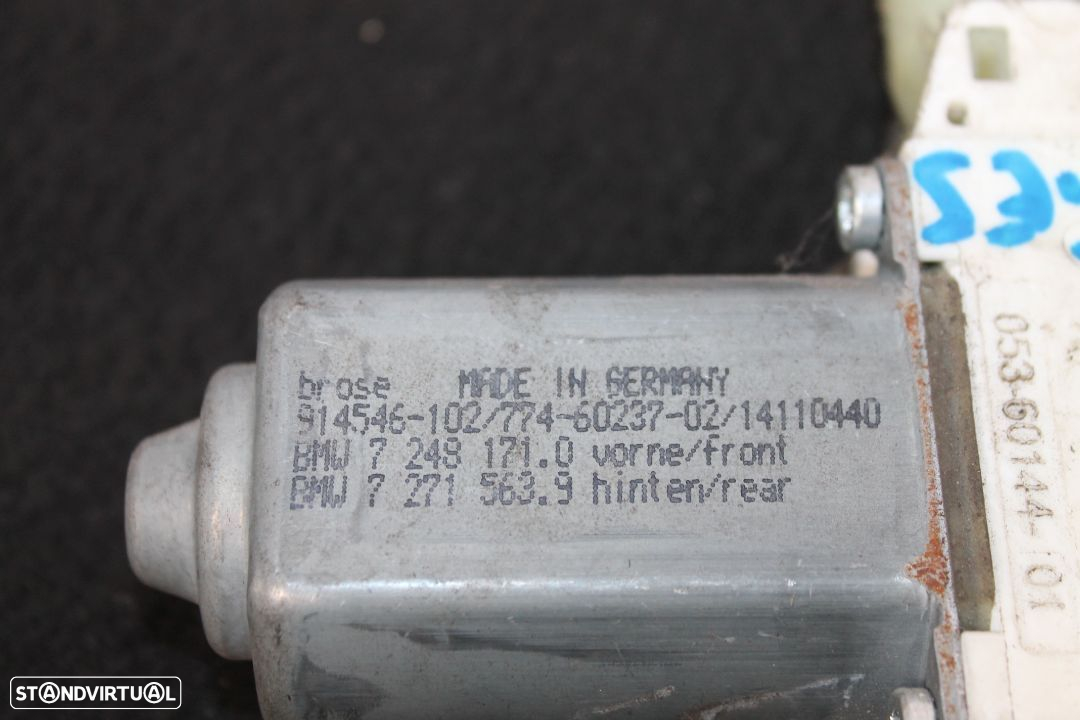 brose MADE IN GERMANY
914546-102/774-60237-02/14110440
BMW 7 248 171.0 vorne/front
BMW 7 271 563.9 hinten/rear
053-60144-101
STANDVIRTUAL